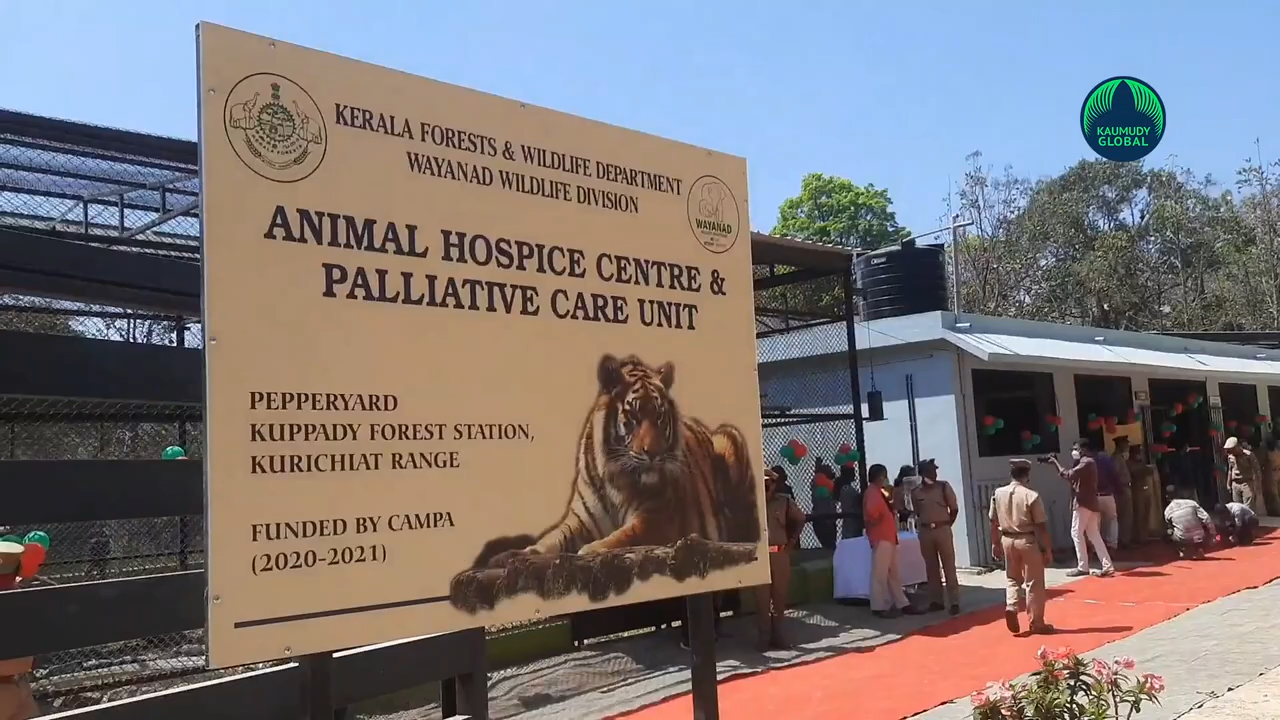 KAUMUDY
GLOBAL
KERALA FORESTS & WILDLIFE DEPARTMENT
WAYANAD WILDLIFE DIVISION
WAYANAD
ANIMAL HOSPICE CENTRE &
PALLIATIVE CARE UNIT
PEPPERYARD
KUPPADY FOREST STATION,
KURICHIAT RANGE
FUNDED BY CAMPA
(2020-2021)